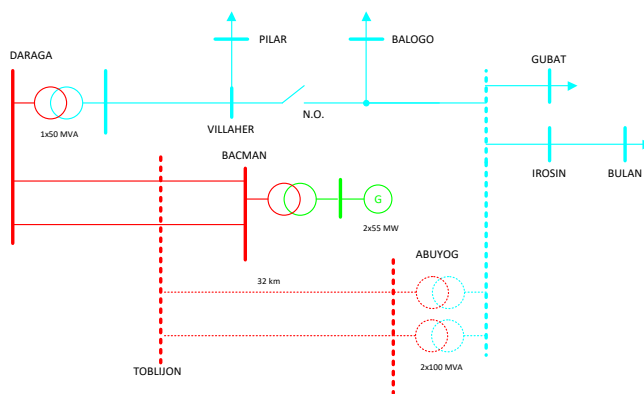 PILAR
BALOGO
DARAGA
GUBAT
1x50 MVA
VILLAHER
N.O.
BACMAN
IROSIN
BULAN
G
2x55 MW
ABUYOG
32 km
TOBLIJON
2x100 MVA